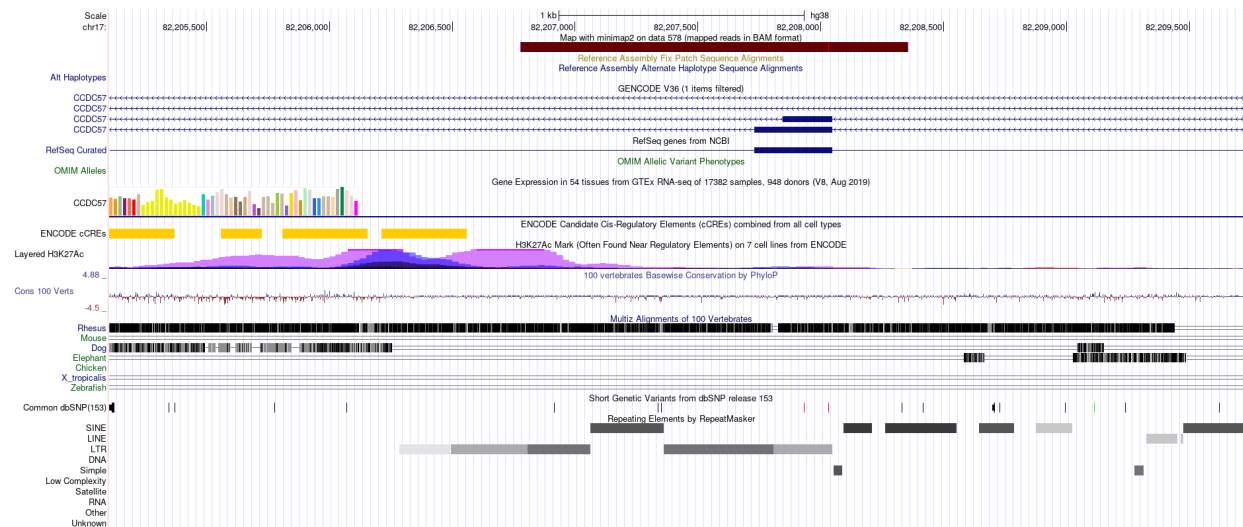 Scale 1 kb hg38
chr17: 82,205,500 82,206,000 82,206,500 82,207,000 82,207,500 82,208,000 82,208,500 82,209,000 82,209,500
Map with minimap2 on data 578 (mapped reads in BAM format)
Reference Assembly Fix Patch Sequence Alignments
Reference Assembly Alternate Haplotype Sequence Alignments
Alt Haplotypes
GENCODE V36 (1 items filtered)
CCDC57
CCDC57
CCDC57
CCDC57
RefSeq genes from NCBI
RefSeq Curated
OMIM Allelic Variant Phenotypes
OMIM Alleles
Gene Expression in 54 tissues from GTEx RNA-seq of 17382 samples, 948 donors (V8, Aug 2019)
CCDC57
ENCODE Candidate Cis-Regulatory Elements (cCREs) combined from all cell types
ENCODE cCREs
H3K27Ac Mark (Often Found Near Regulatory Elements) on 7 cell lines from ENCODE
Layered H3K27Ac
100 vertebrates Basewise Conservation by PhyloP
4.88 _
Cons 100 Verts
-4.5 _
Multiz Alignments of 100 Vertebrates
Rhesus
Mouse
Dog
Elephant
Chicken
X_tropicalis
Zebrafish
Short Genetic Variants from dbSNP release 153
Common dbSNP(153)
Repeating Elements by RepeatMasker
SINE
LINE
LTR
DNA
Simple
Low Complexity
Satellite
RNA
Other
Unknown